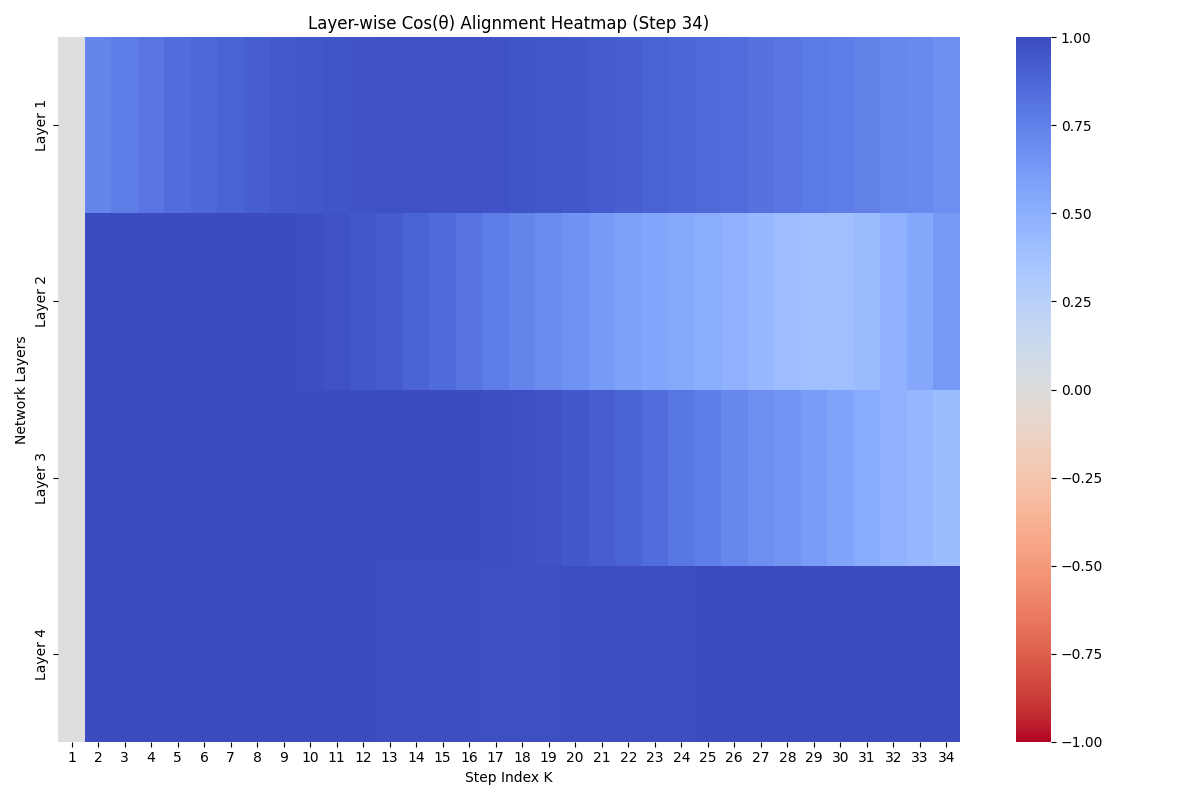 Layer-wise Cos(θ) Alignment Heatmap (Step 34)
Network Layers
Layer 1
Layer 2
Layer 3
Layer 4
1 2 3 4 5 6 7 8 9 10 11 12 13 14 15 16 17 18 19 20 21 22 23 24 25 26 27 28 29 30 31 32 33 34
Step Index K
1.00
0.75
0.50
0.25
0.00
−0.25
−0.50
−0.75
−1.00